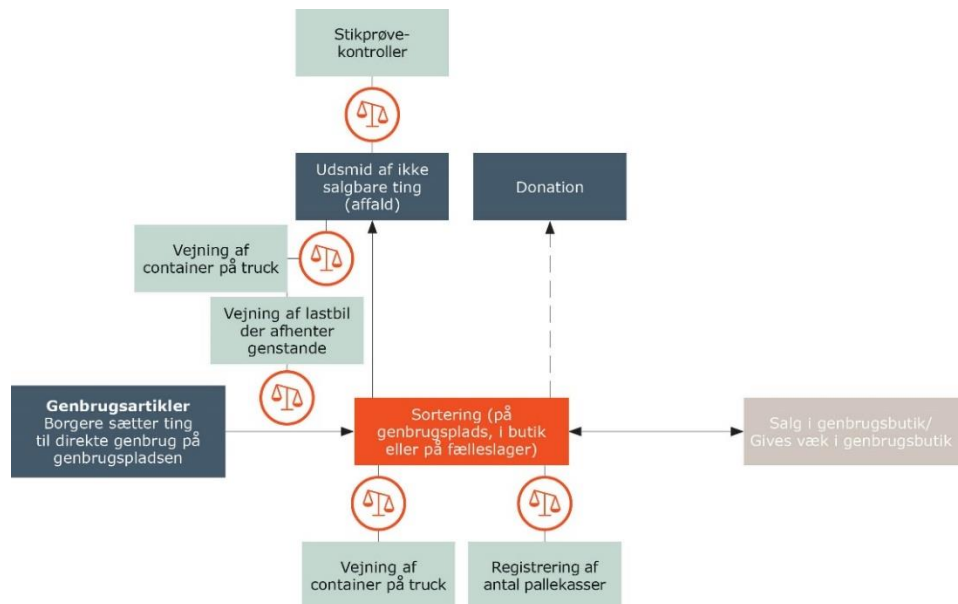 Stikprøve-
kontroller
Udsmid af ikke
salgbare ting
(affald)
Donation
Vejning af
container på truck
Vejning af lastbil
der afhenter
genstande
Genbrugsartikler
Borgere sætter ting
til direkte genbrug på
genbrugspladsen
Sortering (på
genbrugsplads, i butik
eller på fælleslager)
Salg i genbrugsbutik/
Gives væk i genbrugsbutik
Vejning af
container på truck
Registrering af
antal pallekasser